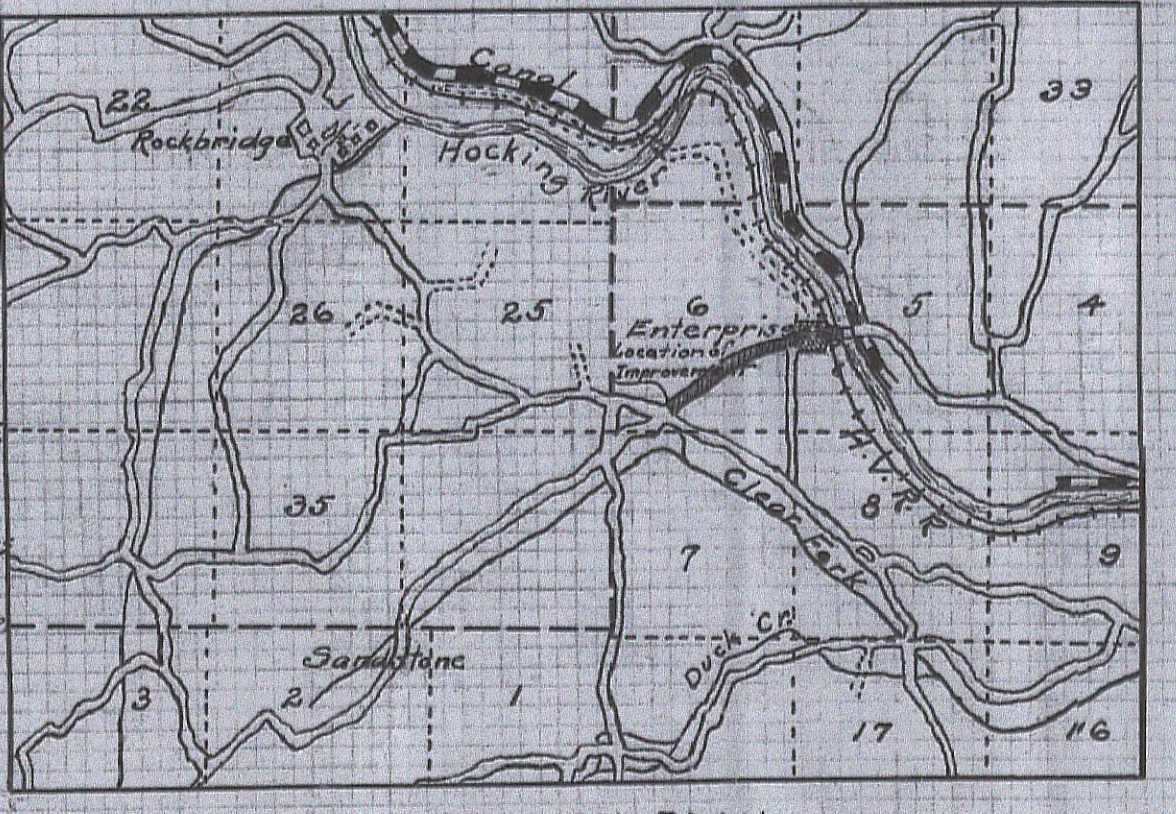 Canal
33
22
Rockbridge
Hocking River
26
25
6
5
4
Enterprise
Location of
Improvement
H.V.R.R.
35
Clear Fork
8
7
9
Duck Cr.
Sandstone
3
2
1
17
16